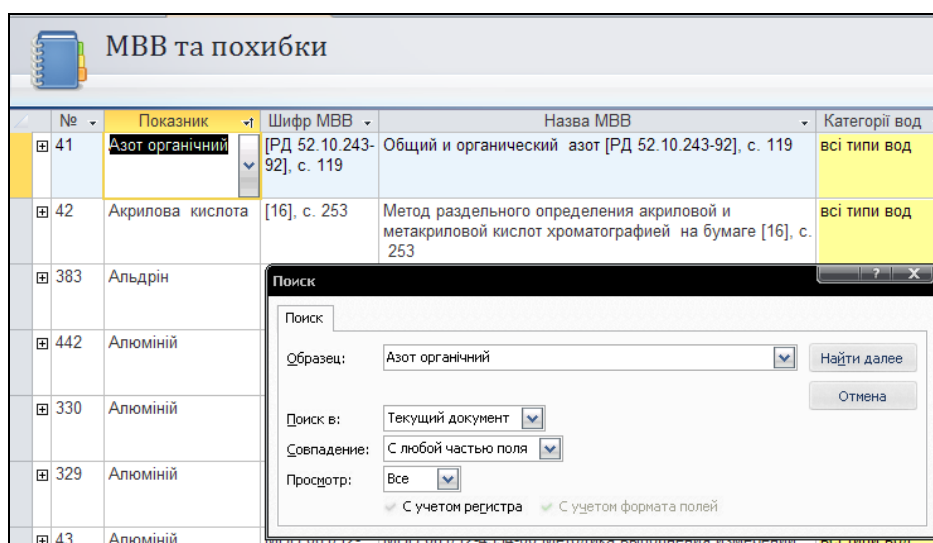 МВВ та похибки
№ Показник Шифр МВВ Назва МВВ Категорії вод
41 Азот органічний [РД 52.10.243- Общий и органический азот [РД 52.10.243-92], с. 119 всі типи вод
92], с. 119
42 Акрилова кислота [16], с. 253 Метод раздельного определения акриловой и всі типи вод
метакриловой кислот хроматографией на бумаге [16], с.
253
383 Альдрін
442 Алюміній
330 Алюміній
329 Алюміній
43 Алюміній
Поиск
? X
Поиск
Образец: Азот органічний Найти далее
Отмена
Поиск в: Текущий документ
Совпадение: С любой частью поля
Просмотр: Все
С учетом регистра С учетом формата полей